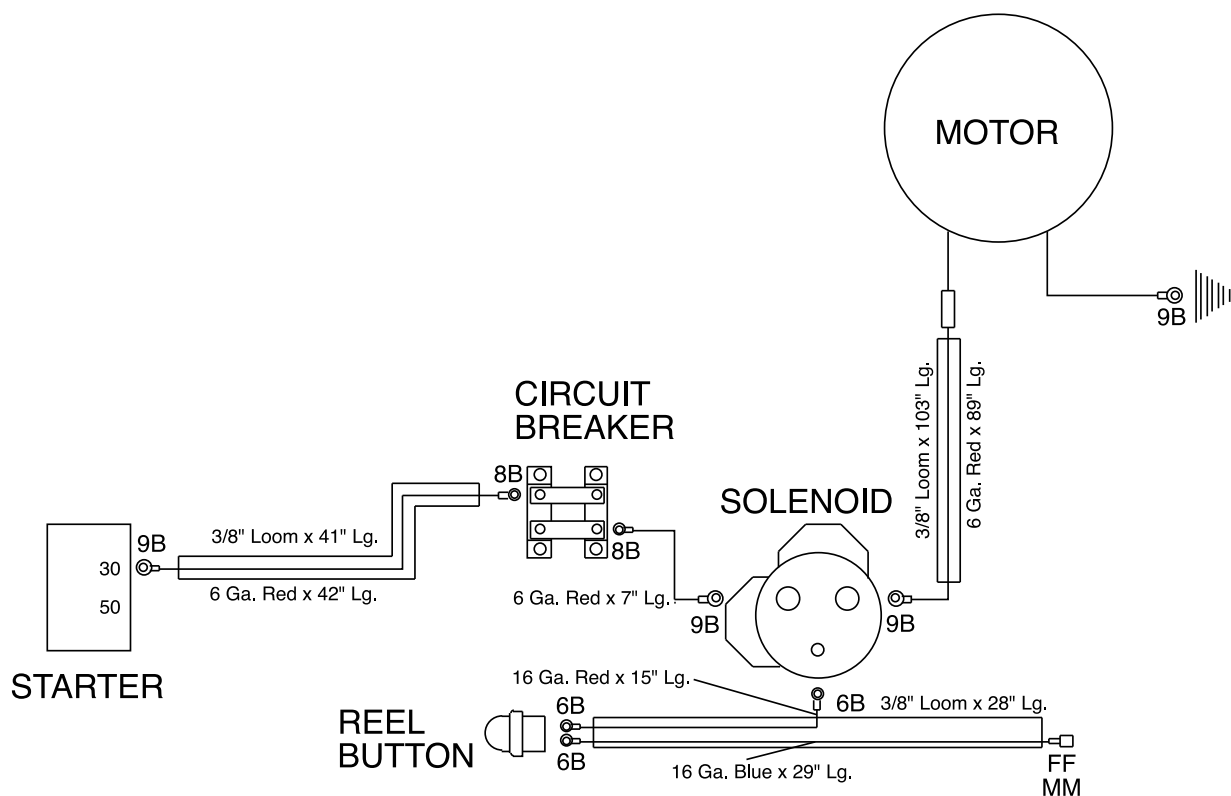 MOTOR
9B
3/8" Loom x 103" Lg.
6 Ga. Red x 89" Lg.
CIRCUIT
BREAKER
8B
SOLENOID
3/8" Loom x 41" Lg.
9B
8B
30
6 Ga. Red x 42" Lg.
6 Ga. Red x 7" Lg.
50
9B
9B
STARTER
16 Ga. Red x 15" Lg.
6B
3/8" Loom x 28" Lg.
6B
REEL
BUTTON
6B
16 Ga. Blue x 29" Lg.
FF
MM